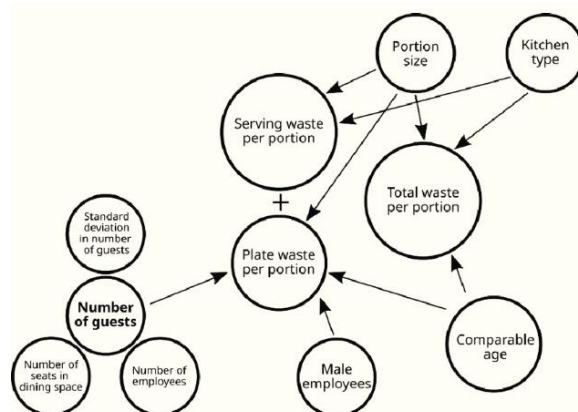 Portion
size
Kitchen
type
Serving waste
per portion
Total waste
per portion
+
Standard
deviation
in number
of guests
Plate waste
per portion
Number
of guests
Number of
seats in
dining space
Number of
employees
Male
employees
Comparable
age